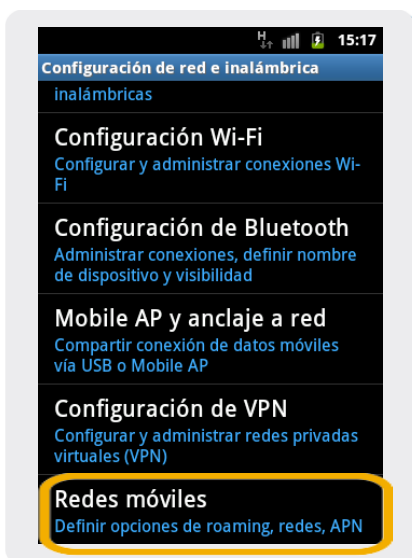 H 15:17
Configuración de red e inalámbrica
inalámbricas
Configuración Wi-Fi
Configurar y administrar conexiones Wi-
Fi
Configuración de Bluetooth
Administrar conexiones, definir nombre
de dispositivo y visibilidad
Mobile AP y anclaje a red
Compartir conexión de datos móviles
vía USB o Mobile AP
Configuración de VPN
Configurar y administrar redes privadas
virtuales (VPN)
Redes móviles
Definir opciones de roaming, redes, APN